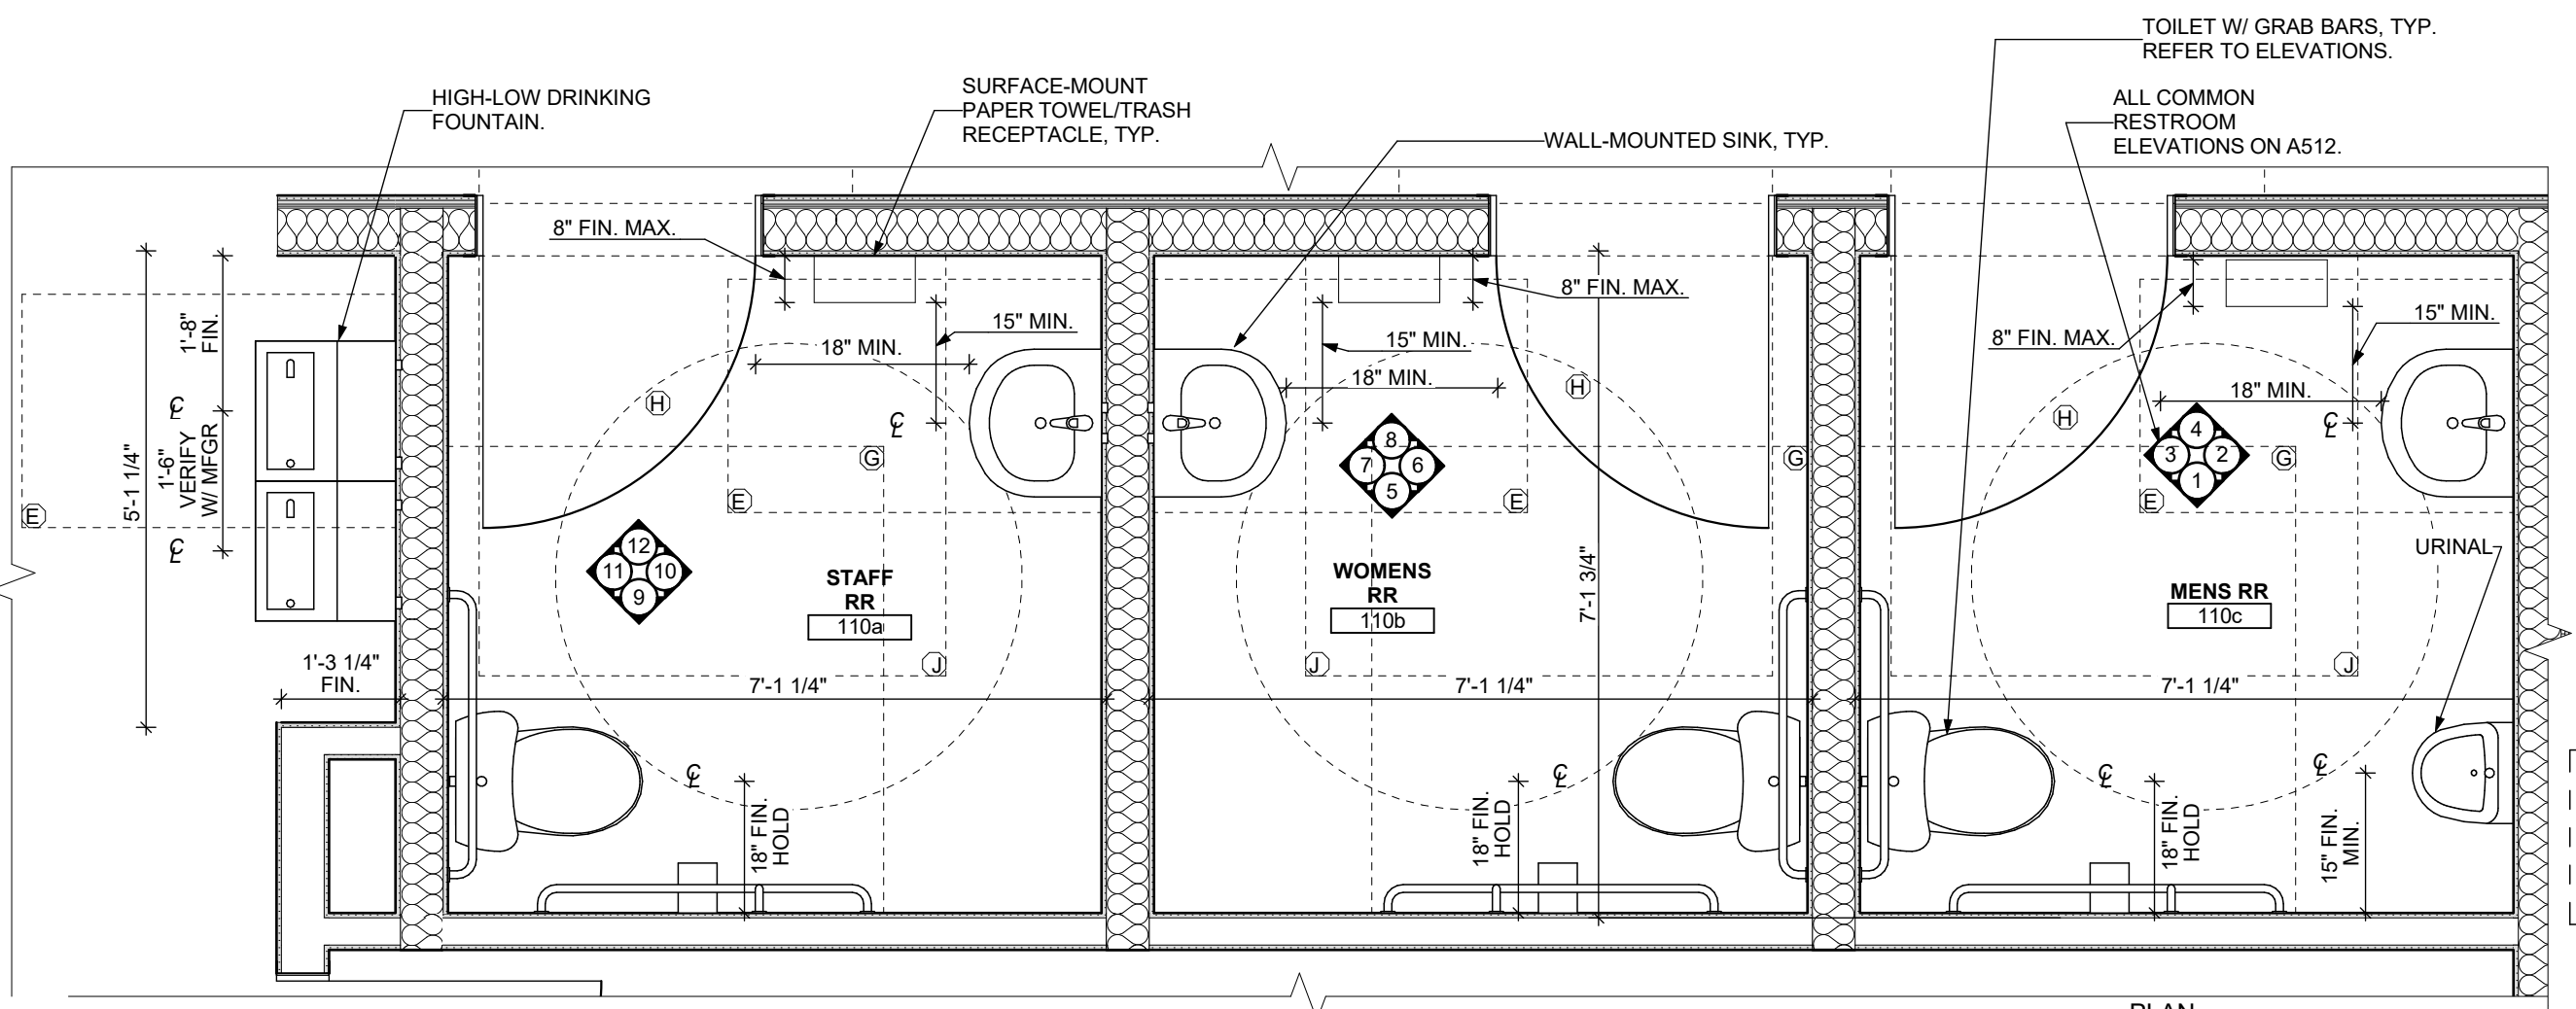 TOILET W/ GRAB BARS, TYP.
REFER TO ELEVATIONS.
HIGH-LOW DRINKING
FOUNTAIN.
SURFACE-MOUNT
PAPER TOWEL/TRASH
RECEPTACLE, TYP.
WALL-MOUNTED SINK, TYP.
ALL COMMON
RESTROOM
ELEVATIONS ON A512.
8" FIN. MAX.
8" FIN. MAX.
8" FIN. MAX.
1'-8"
FIN.
15" MIN.
18" MIN.
15" MIN.
18" MIN.
15" MIN.
18" MIN.
H
H
H
℄
℄
℄
1'-6"
VERIFY
W/ MFGR
℄
℄
5'-1 1/4"
E
G
E
8
7
6
5
G
E
4
3
2
1
G
E
12
11
10
9
STAFF
RR
110a
WOMENS
RR
110b
7'-1 3/4"
MENS RR
110c
URINAL
J
J
J
1'-3 1/4"
FIN.
7'-1 1/4"
7'-1 1/4"
7'-1 1/4"
℄
18" FIN.
HOLD
℄
18" FIN.
HOLD
℄
18" FIN.
HOLD
℄
15" FIN.
MIN.
PLAN